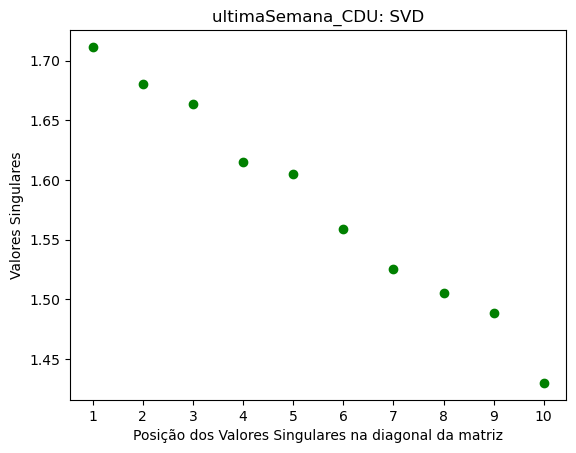 ultimaSemana_CDU: SVD
Valores Singulares
1.70
1.65
1.60
1.55
1.50
1.45
1 2 3 4 5 6 7 8 9 10
Posição dos Valores Singulares na diagonal da matriz